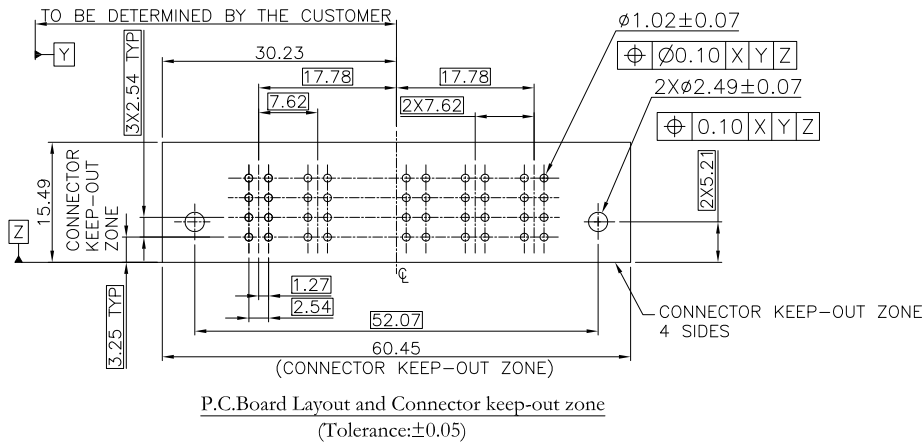 TO BE DETERMINED BY THE CUSTOMER
Y
30.23
17.78
17.78
7.62
2X7.62
3X2.54 TYP
ø1.02±0.07
⌖ Ø0.10 X Y Z
2Xø2.49±0.07
⌖ 0.10 X Y Z
15.49
CONNECTOR
KEEP-OUT
ZONE
Z
2X5.21
3.25 TYP
℄
1.27
2.54
52.07
60.45
(CONNECTOR KEEP-OUT ZONE)
CONNECTOR KEEP-OUT ZONE
4 SIDES
P.C.Board Layout and Connector keep-out zone
(Tolerance:±0.05)